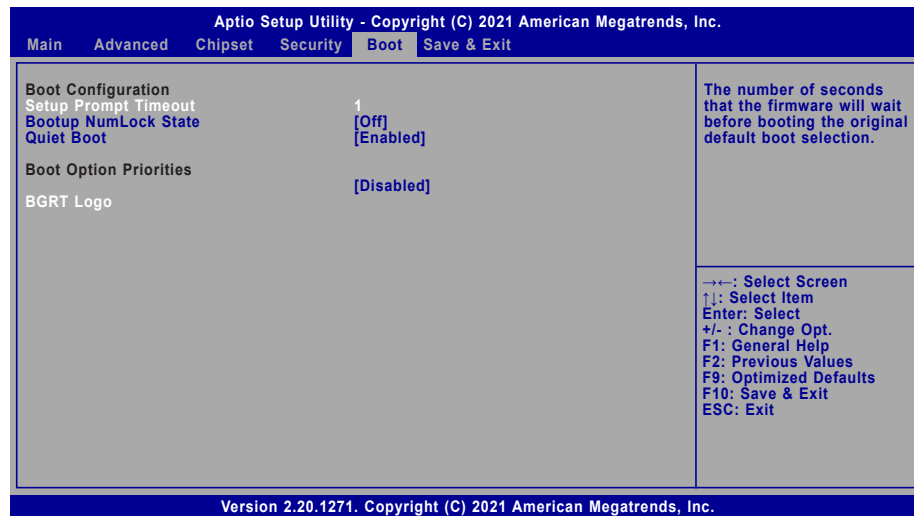 Aptio Setup Utility - Copyright (C) 2021 American Megatrends, Inc.
Main Advanced Chipset Security Boot Save & Exit
Boot Configuration
Setup Prompt Timeout 1
Bootup NumLock State [Off]
Quiet Boot [Enabled]
Boot Option Priorities
[Disabled]
BGRT Logo
The number of seconds
that the firmware will wait
before booting the original
default boot selection.
→←: Select Screen
↑↓: Select Item
Enter: Select
+/- : Change Opt.
F1: General Help
F2: Previous Values
F9: Optimized Defaults
F10: Save & Exit
ESC: Exit
Version 2.20.1271. Copyright (C) 2021 American Megatrends, Inc.